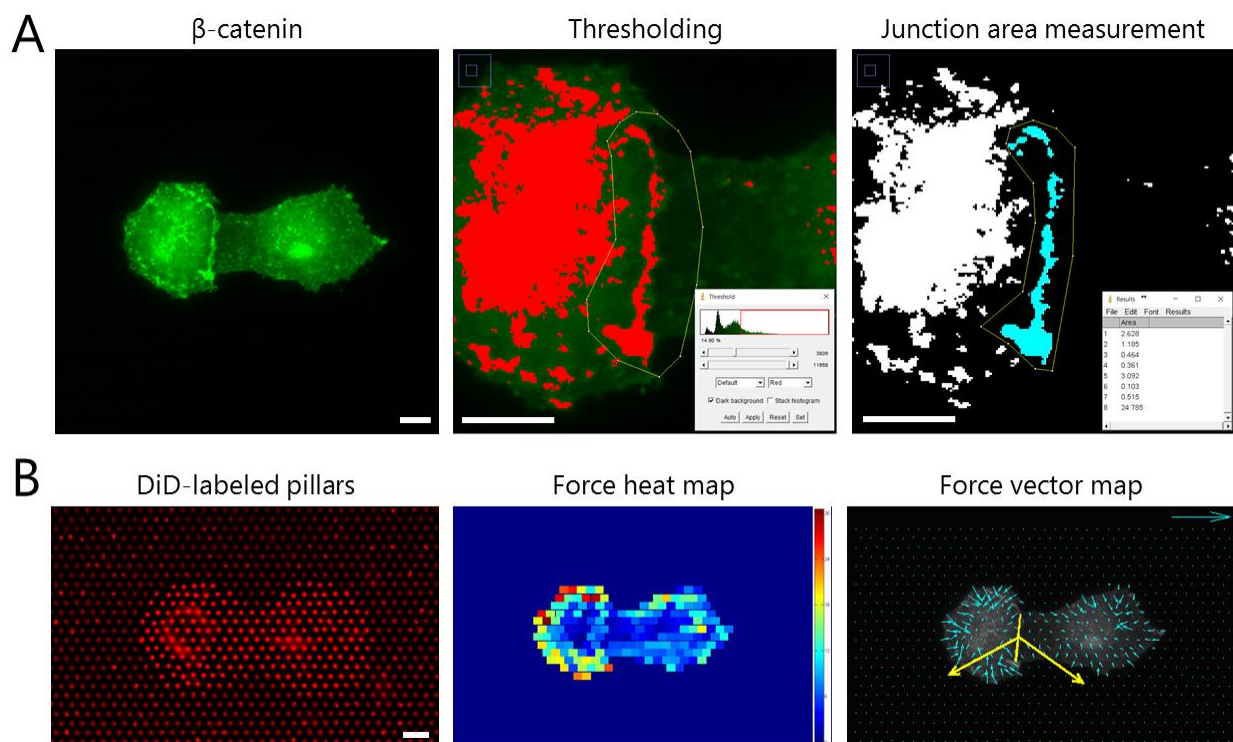 A
β-catenin
Thresholding
Junction area measurement
Threshold
14.90 %
3806
11668
Default
Red
Dark background
Stack histogram
Auto
Apply
Reset
Set
Results
File Edit Font Results
Area
1 2.628
2 1.185
3 0.464
4 0.361
5 3.092
6 0.103
7 0.515
8 24.785
B
DiD-labeled pillars
Force heat map
Force vector map